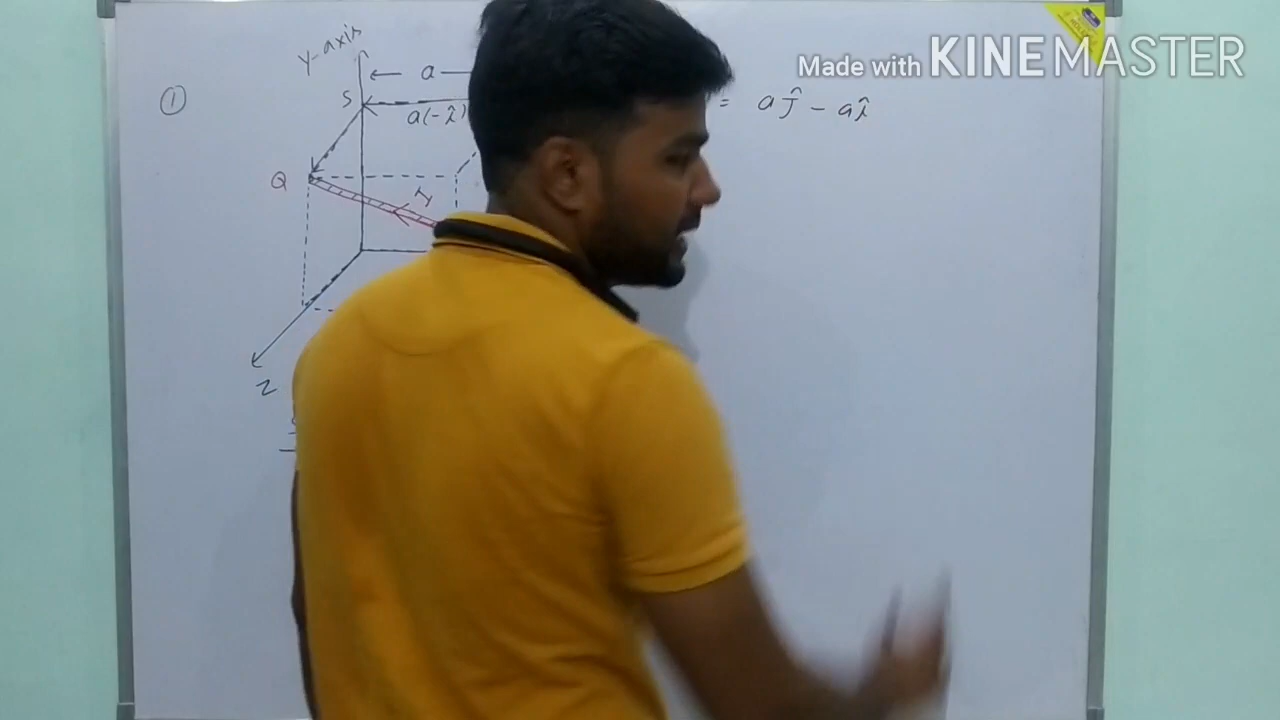 Made with KINEMASTER
①
Y-axis
← a —
S
a(-î)
= aĵ - aî
Q
I
Z